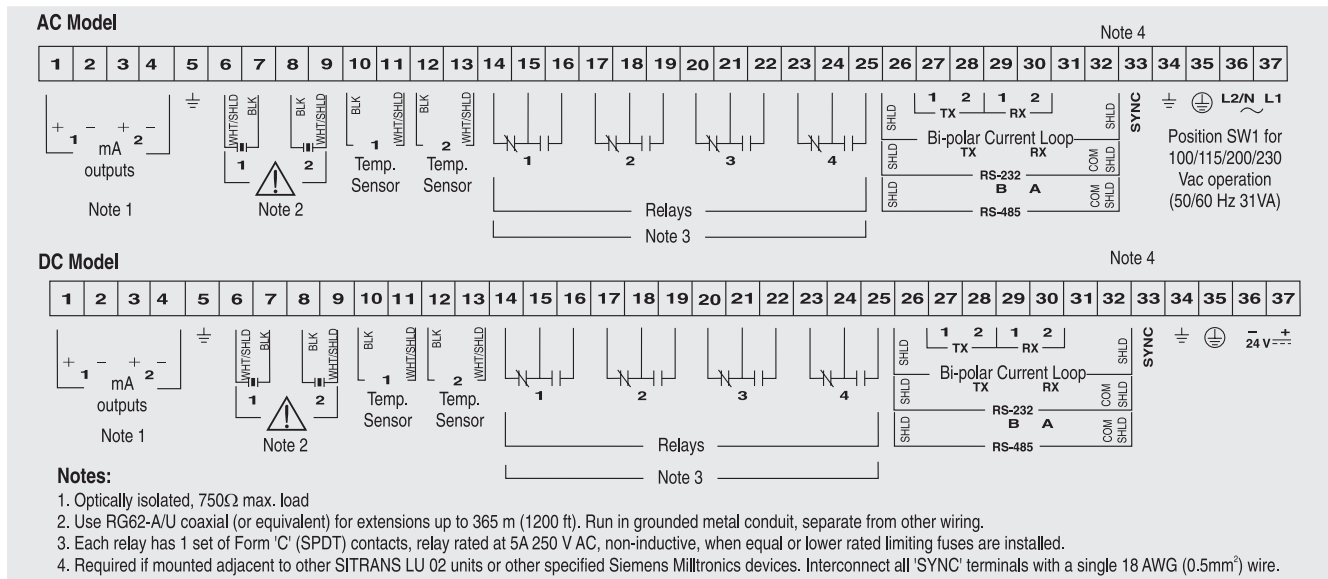 AC Model
Note 4
1 2 3 4 5 6 7 8 9 10 11 12 13 14 15 16 17 18 19 20 21 22 23 24 25 26 27 28 29 30 31 32 33 34 35 36 37
WHT/SHLD BLK BLK WHT/SHLD BLK WHT/SHLD BLK WHT/SHLD SHLD 1 2 1 2 SHLD SYNC L2/N L1
TX RX
+ 1 − + 2 − 1 2 1 2 1 2 3 4 Bi-polar Current Loop Position SW1 for
mA Temp. Temp. SHLD TX RX COM SHLD 100/115/200/230
outputs Sensor Sensor RS-232 Vac operation
SHLD B A COM SHLD (50/60 Hz 31VA)
Note 1 Note 2 Relays RS-485
Note 3
DC Model
Note 4
1 2 3 4 5 6 7 8 9 10 11 12 13 14 15 16 17 18 19 20 21 22 23 24 25 26 27 28 29 30 31 32 33 34 35 36 37
WHT/SHLD BLK BLK WHT/SHLD BLK WHT/SHLD BLK WHT/SHLD SHLD 1 2 1 2 SHLD SYNC − +
TX RX 24 V
+ 1 − + 2 − 1 2 1 2 1 2 3 4 Bi-polar Current Loop
mA Temp. Temp. SHLD TX RX COM SHLD
outputs Sensor Sensor RS-232
SHLD B A COM SHLD
Note 1 Note 2 Relays RS-485
Note 3
Notes:
1. Optically isolated, 750Ω max. load
2. Use RG62-A/U coaxial (or equivalent) for extensions up to 365 m (1200 ft). Run in grounded metal conduit, separate from other wiring.
3. Each relay has 1 set of Form 'C' (SPDT) contacts, relay rated at 5A 250 V AC, non-inductive, when equal or lower rated limiting fuses are installed.
4. Required if mounted adjacent to other SITRANS LU 02 units or other specified Siemens Milltronics devices. Interconnect all 'SYNC' terminals with a single 18 AWG (0.5mm²) wire.